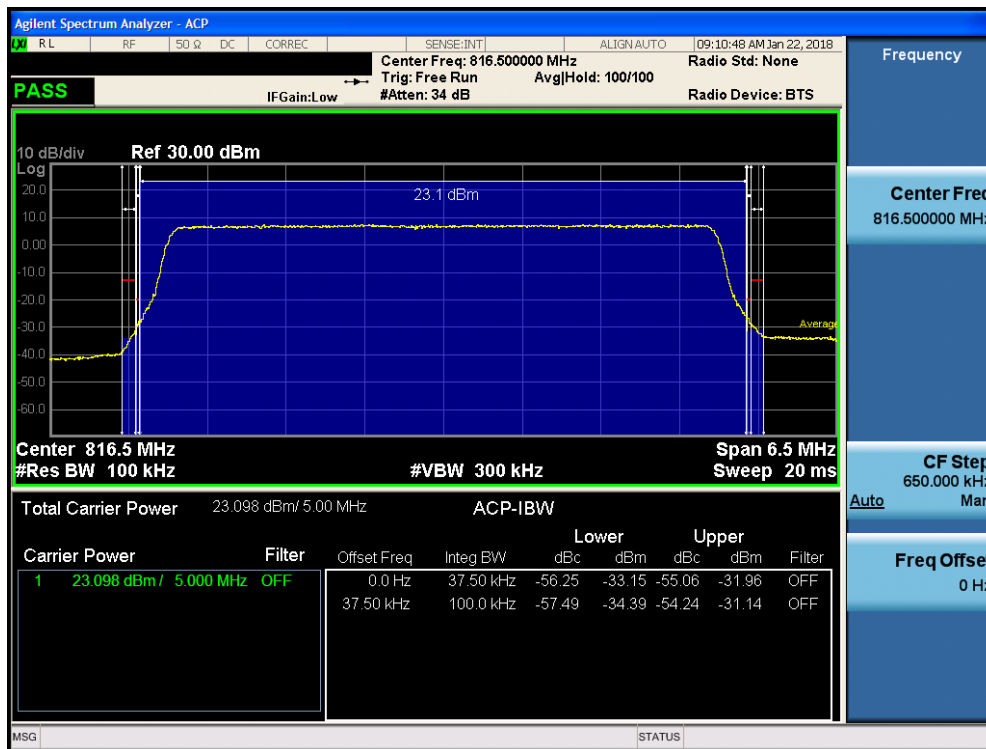 Agilent Spectrum Analyzer - ACP
LXI RL RF 50 Ω DC CORREC SENSE:INT ALIGN AUTO 09:10:48 AM Jan 22, 2018
Center Freq: 816.500000 MHz Radio Std: None
Trig: Free Run Avg|Hold: 100/100
PASS IFGain:Low #Atten: 34 dB Radio Device: BTS
10 dB/div Ref 30.00 dBm
Log
20.0
23.1 dBm
10.0
0.00
-10.0
-20.0
-30.0
Average
-40.0
-50.0
-60.0
Center 816.5 MHz Span 6.5 MHz
#Res BW 100 kHz #VBW 300 kHz Sweep 20 ms
Total Carrier Power 23.098 dBm/ 5.00 MHz ACP-IBW
Lower Upper
Carrier Power Filter Offset Freq Integ BW dBc dBm dBc dBm Filter
1 23.098 dBm / 5.000 MHz OFF 0.0 Hz 37.50 kHz -56.25 -33.15 -55.06 -31.96 OFF
37.50 kHz 100.0 kHz -57.49 -34.39 -54.24 -31.14 OFF
MSG STATUS
Frequency
Center Freq
816.500000 MHz
CF Step
650.000 kHz
Auto Man
Freq Offset
0 Hz